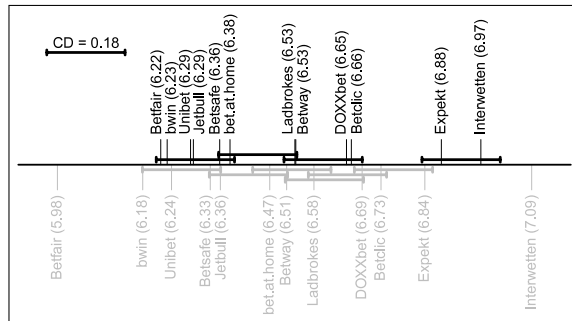 CD = 0.18
Betfair (6.22)
bwin (6.23)
Unibet (6.29)
Jetbull (6.29)
Betsafe (6.36)
bet.at.home (6.38)
Ladbrokes (6.53)
Betway (6.53)
DOXXbet (6.65)
Betclic (6.66)
Expekt (6.88)
Interwetten (6.97)
Betfair (5.98)
bwin (6.18)
Unibet (6.24)
Betsafe (6.33)
Jetbull (6.36)
bet.at.home (6.47)
Betway (6.51)
Ladbrokes (6.58)
DOXXbet (6.69)
Betclic (6.73)
Expekt (6.84)
Interwetten (7.09)